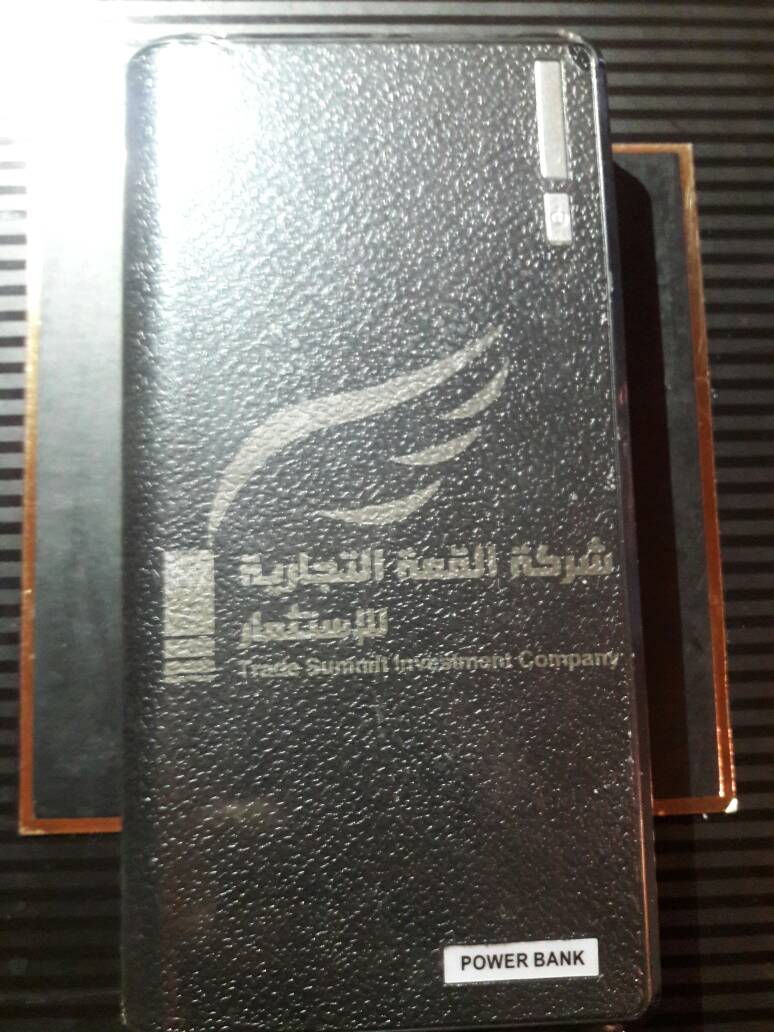 شركة القمة التجارية
للإستثمار
Trade Summit Investment Company
POWER BANK